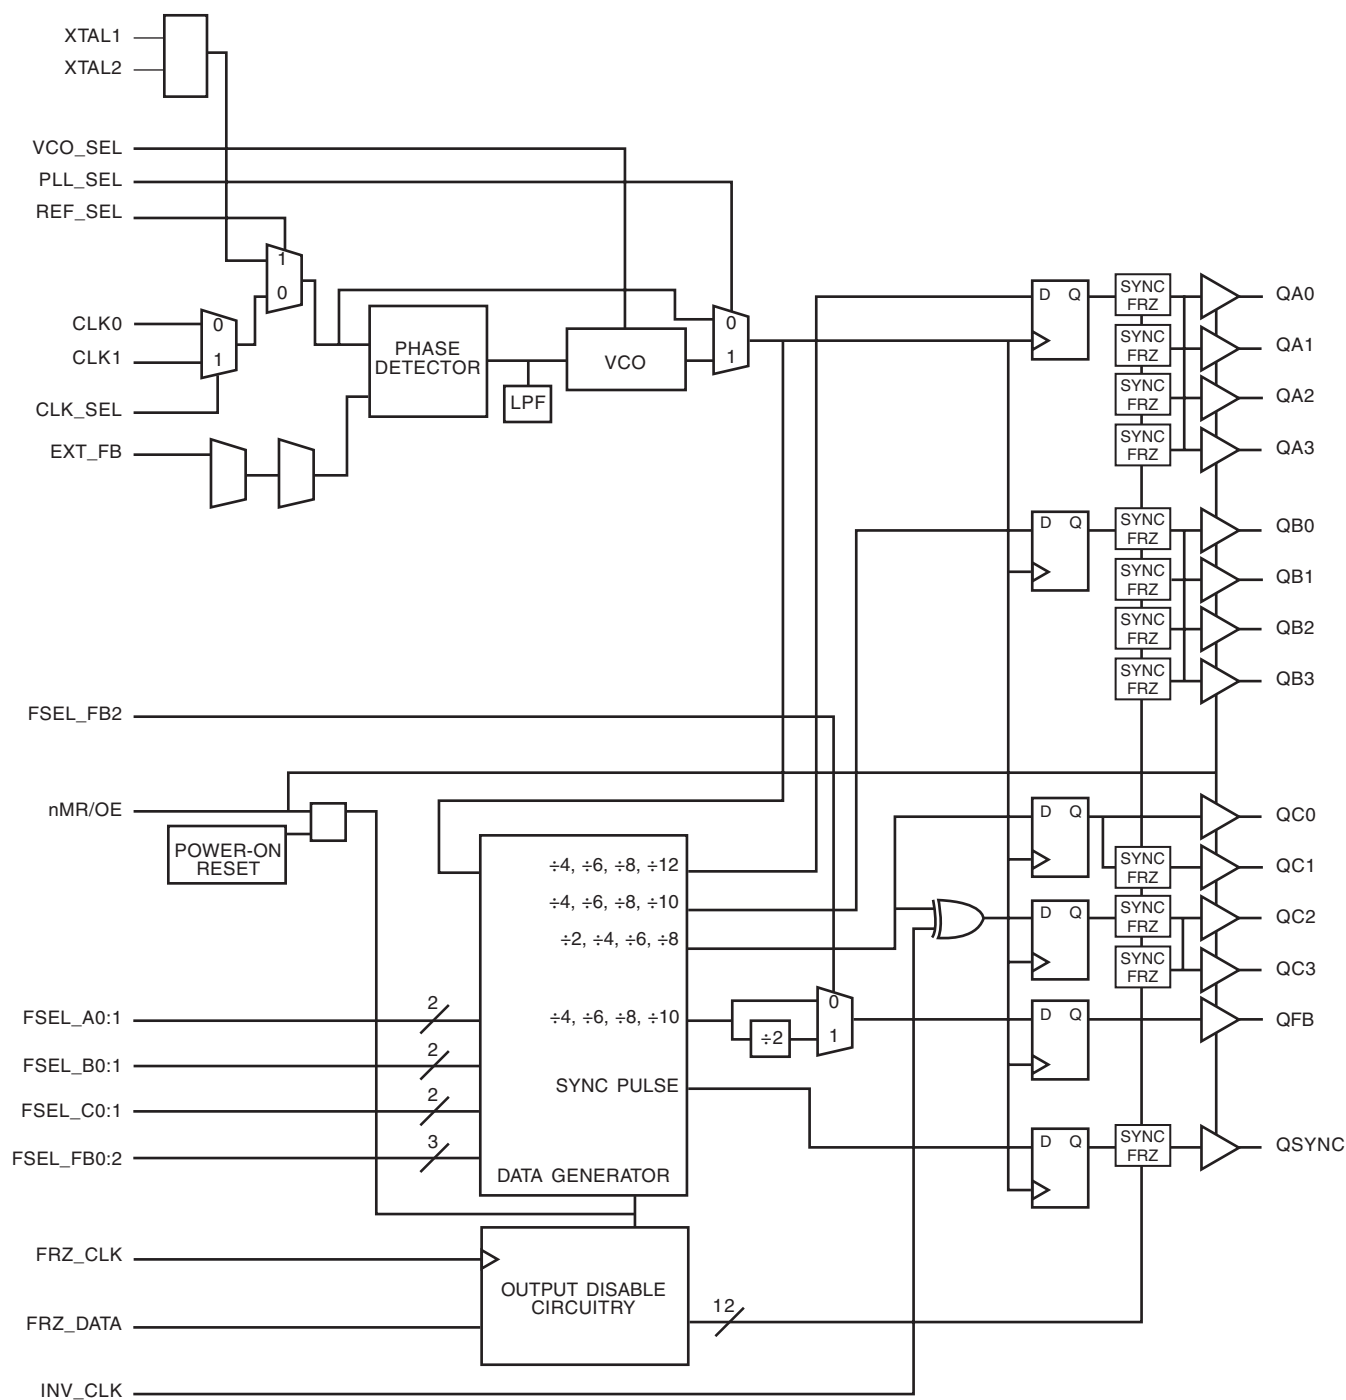 XTAL1
XTAL2
VCO_SEL
PLL_SEL
REF_SEL
1
0
CLK0
CLK1
0
1
CLK_SEL
EXT_FB
PHASE
DETECTOR
LPF
VCO
0
1
D Q
SYNC
FRZ
QA0
SYNC
FRZ
QA1
SYNC
FRZ
QA2
SYNC
FRZ
QA3
D Q
SYNC
FRZ
QB0
SYNC
FRZ
QB1
SYNC
FRZ
QB2
SYNC
FRZ
QB3
FSEL_FB2
nMR/OE
POWER-ON
RESET
D Q
QC0
SYNC
FRZ
QC1
÷4, ÷6, ÷8, ÷12
÷4, ÷6, ÷8, ÷10
÷2, ÷4, ÷6, ÷8
D Q
SYNC
FRZ
QC2
SYNC
FRZ
QC3
FSEL_A0:1
2
÷4, ÷6, ÷8, ÷10
÷2
0
1
D Q
QFB
FSEL_B0:1
2
SYNC PULSE
FSEL_C0:1
2
FSEL_FB0:2
3
DATA GENERATOR
D Q
SYNC
FRZ
QSYNC
FRZ_CLK
OUTPUT DISABLE
CIRCUITRY
12
FRZ_DATA
INV_CLK